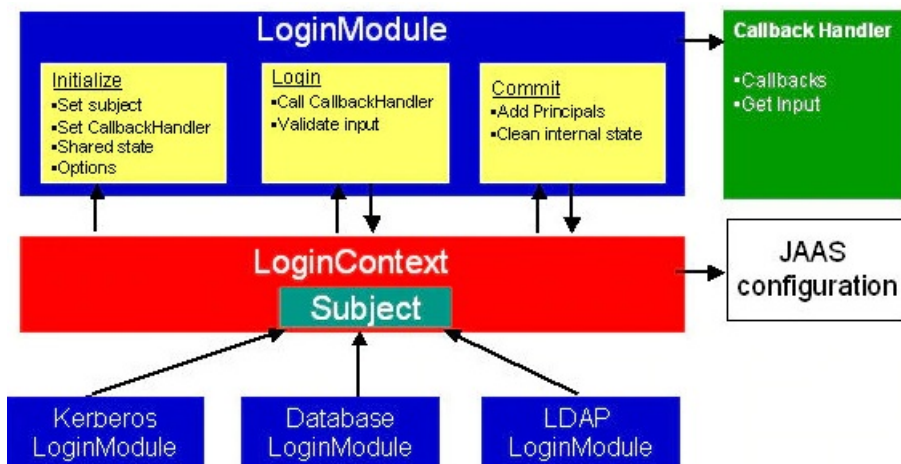 LoginModule
Initialize
▪Set subject
▪Set CallbackHandler
▪Shared state
▪Options
Login
▪Call CallbackHandler
▪Validate input
Commit
▪Add Principals
▪Clean internal state
Callback Handler
▪Callbacks
▪Get Input
LoginContext
Subject
JAAS
configuration
Kerberos
LoginModule
Database
LoginModule
LDAP
LoginModule